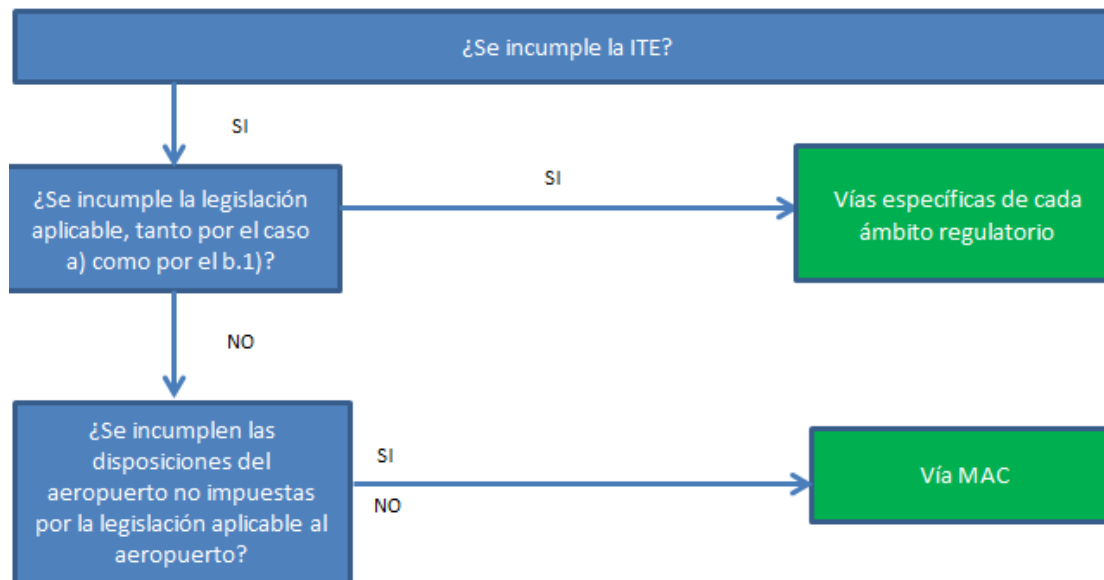 ¿Se incumple la ITE?
SI
¿Se incumple la legislación
aplicable, tanto por el caso
a) como por el b.1)?
SI
Vías específicas de cada
ámbito regulatorio
NO
¿Se incumplen las
disposiciones del
aeropuerto no impuestas
por la legislación aplicable al
aeropuerto?
SI
NO
Vía MAC